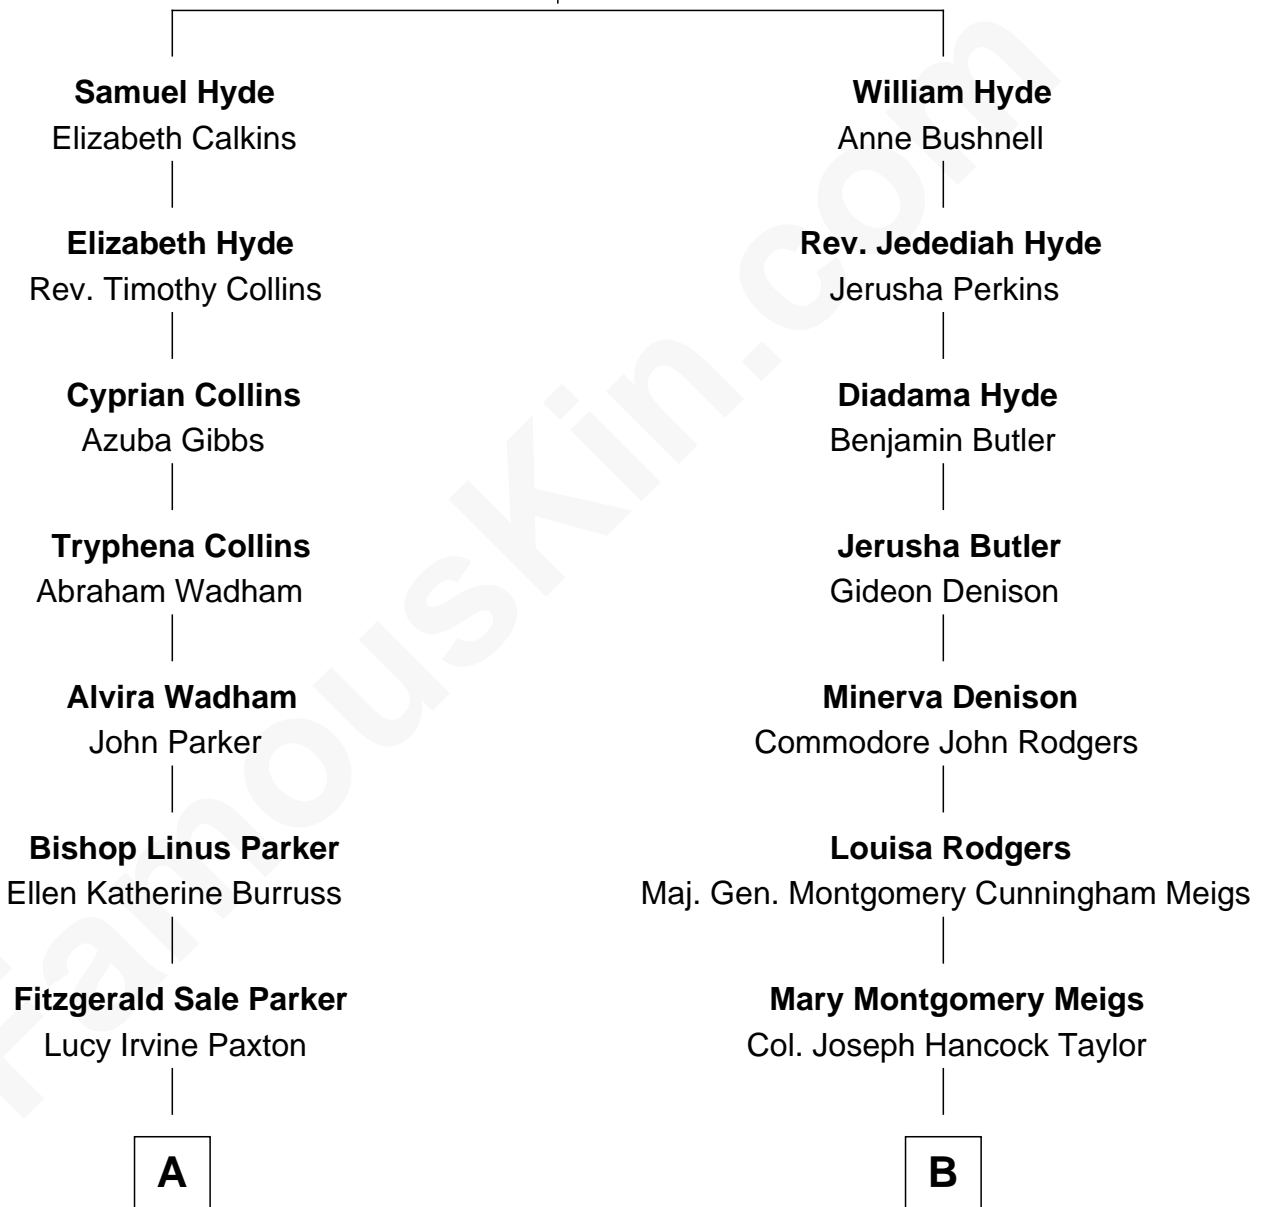 Samuel Hyde
Elizabeth Calkins
William Hyde
Anne Bushnell
Elizabeth Hyde
Rev. Timothy Collins
Rev. Jedediah Hyde
Jerusha Perkins
Cyprian Collins
Azuba Gibbs
Diadama Hyde
Benjamin Butler
Tryphena Collins
Abraham Wadham
Jerusha Butler
Gideon Denison
Alvira Wadham
John Parker
Minerva Denison
Commodore John Rodgers
Bishop Linus Parker
Ellen Katherine Burruss
Louisa Rodgers
Maj. Gen. Montgomery Cunningham Meigs
Fitzgerald Sale Parker
Lucy Irvine Paxton
Mary Montgomery Meigs
Col. Joseph Hancock Taylor
A
B
FamousKin.com